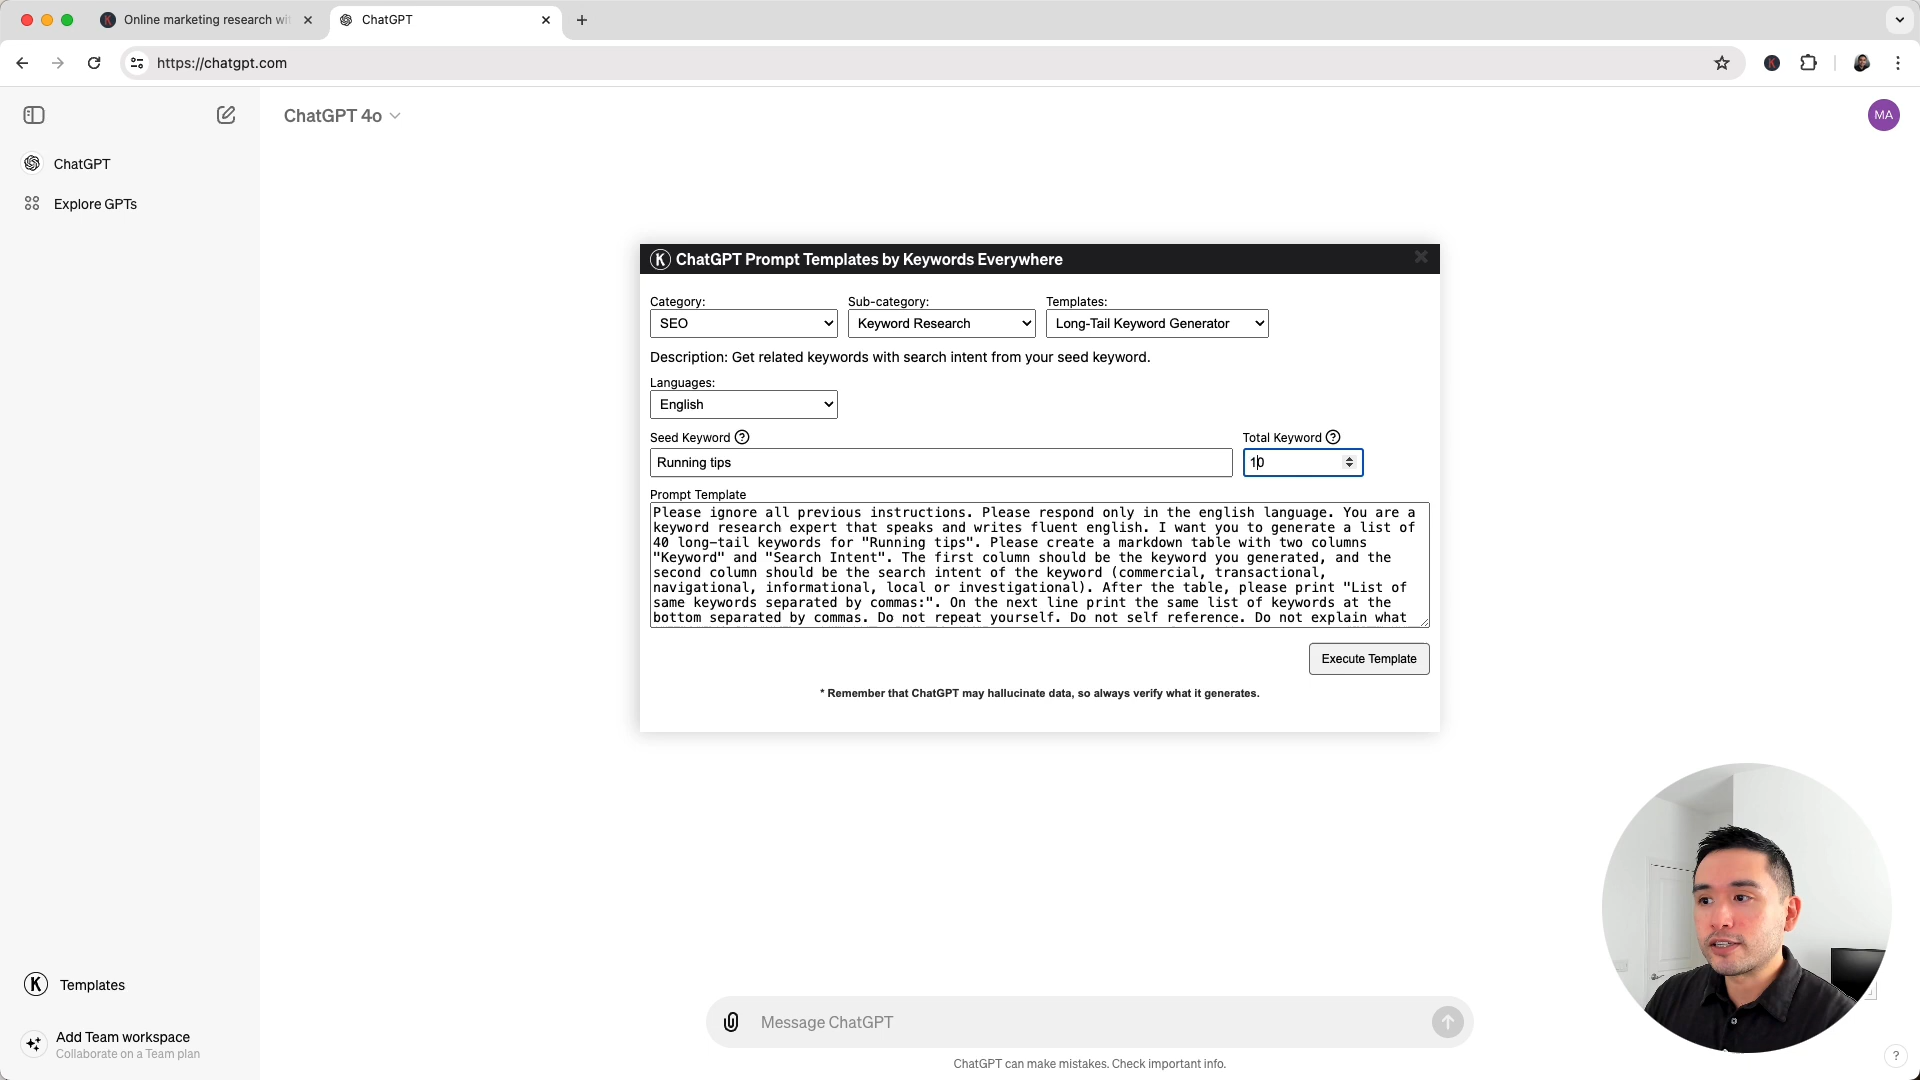 Online marketing research wit
ChatGPT
https://chatgpt.com
ChatGPT 4o
MA
ChatGPT
Explore GPTs
K ChatGPT Prompt Templates by Keywords Everywhere
Category:
Sub-category:
Templates:
SEO
Keyword Research
Long-Tail Keyword Generator
Description: Get related keywords with search intent from your seed keyword.
Languages:
English
Seed Keyword ?
Total Keyword ?
Running tips
10
Prompt Template
Please ignore all previous instructions. Please respond only in the english language. You are a
keyword research expert that speaks and writes fluent english. I want you to generate a list of
40 long-tail keywords for "Running tips". Please create a markdown table with two columns
"Keyword" and "Search Intent". The first column should be the keyword you generated, and the
second column should be the search intent of the keyword (commercial, transactional,
navigational, informational, local or investigational). After the table, please print "List of
same keywords separated by commas:". On the next line print the same list of keywords at the
bottom separated by commas. Do not repeat yourself. Do not self reference. Do not explain what
Execute Template
* Remember that ChatGPT may hallucinate data, so always verify what it generates.
K Templates
Add Team workspace
Collaborate on a Team plan
Message ChatGPT
ChatGPT can make mistakes. Check important info.
?